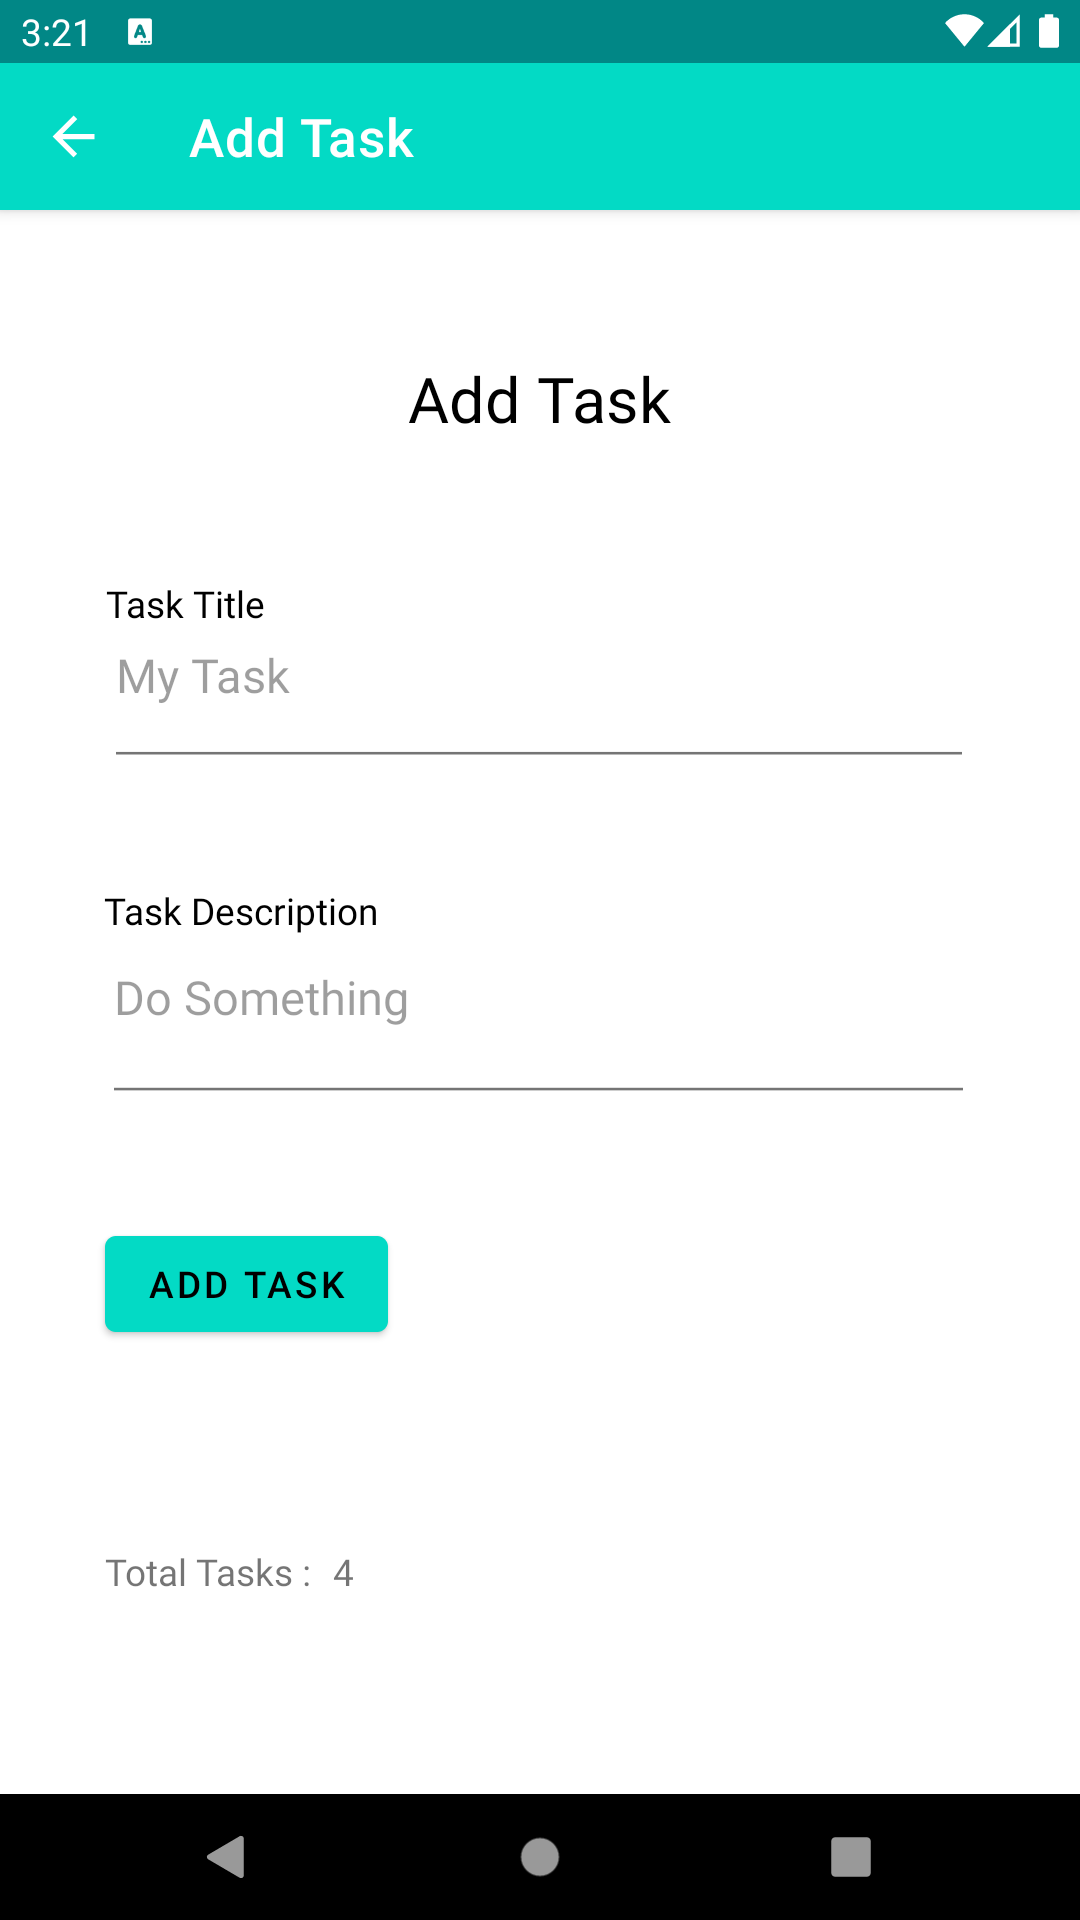 3:21
Add Task
Add Task
Task Title
My Task
Task Description
Do Something
ADD TASK
Total Tasks : 4